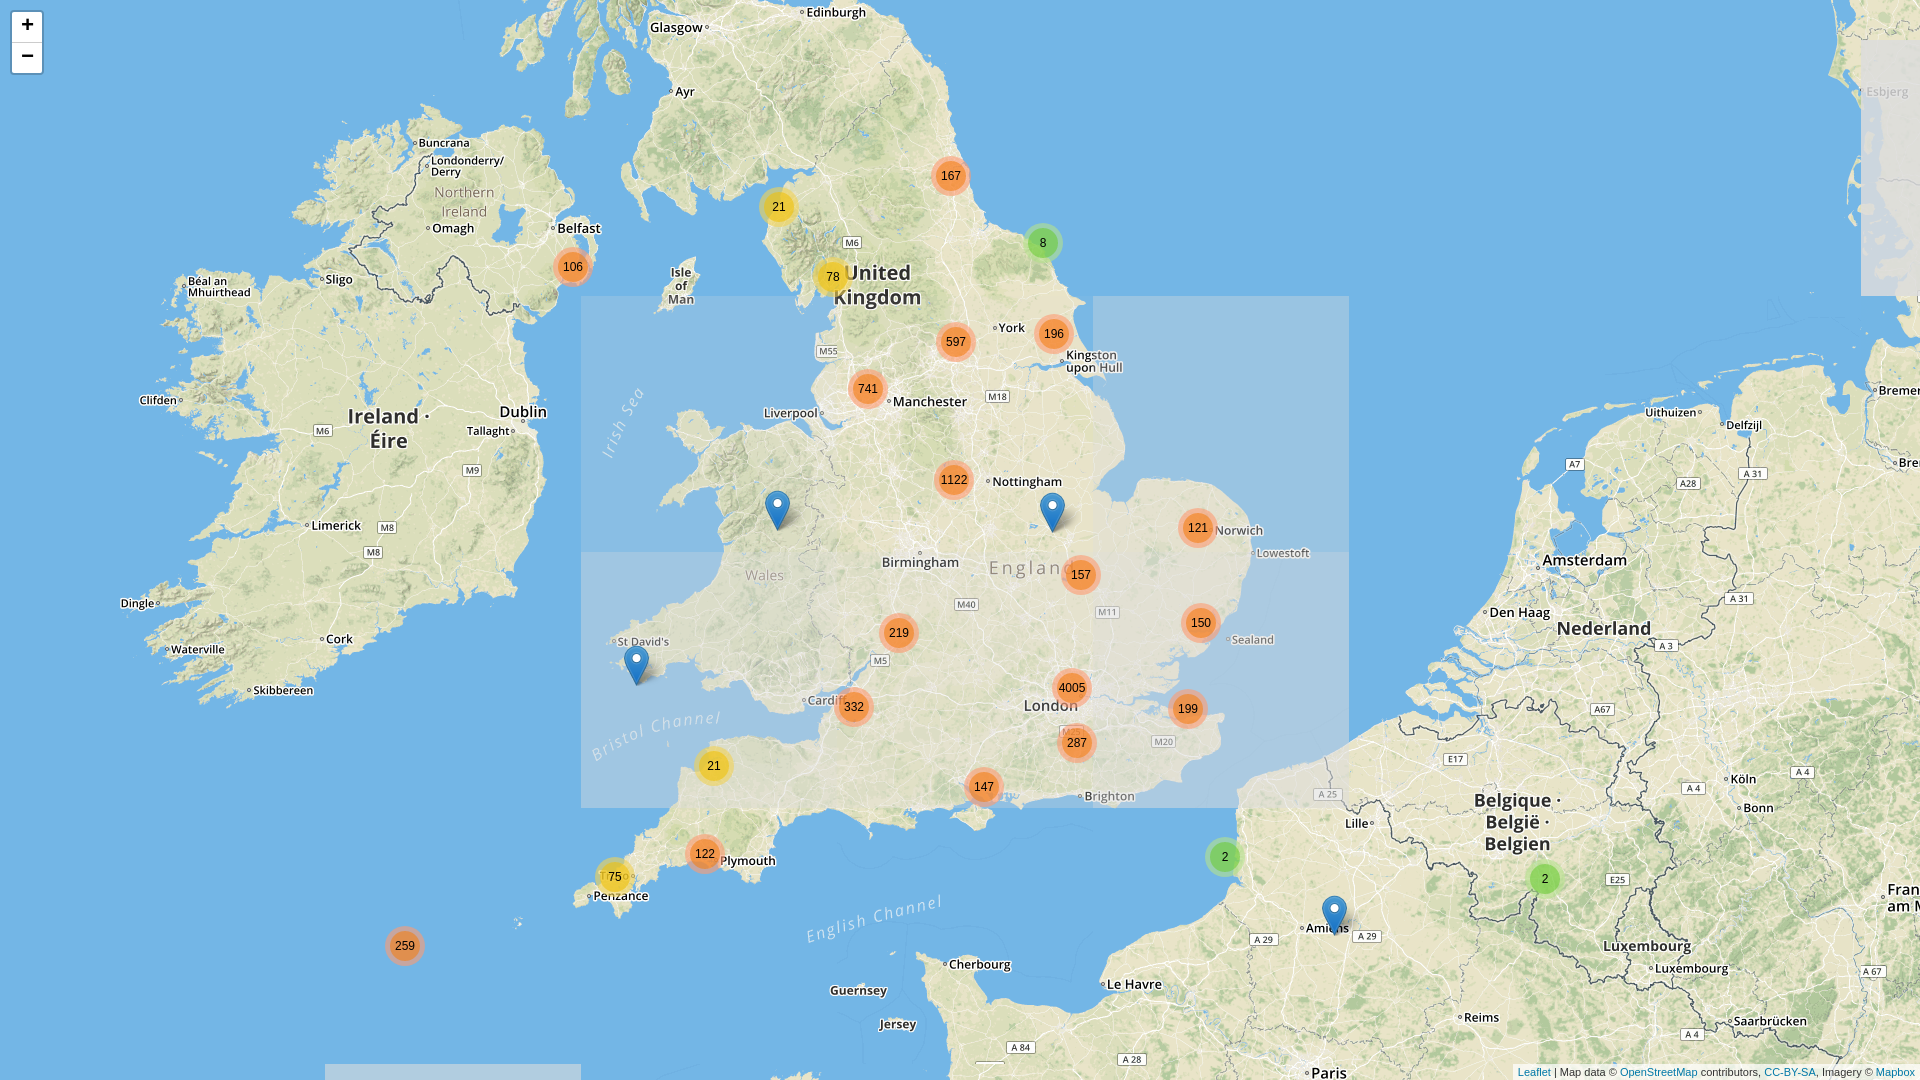 +
−
Edinburgh
Glasgow
Ayr
Esbjerg
Buncrana
Londonderry/
Derry
Northern
Ireland
Omagh
Belfast
167
21
8
M6
106
78
United
Kingdom
Isle
of
Man
Sligo
Béal an
Mhuirthead
York
196
597
M55
Kingston
upon Hull
741
Manchester
M18
Liverpool
Irish Sea
Clifden
Ireland ·
Éire
Dublin
Tallaght
M6
M9
Bremer
Uithuizen
Delfzijl
A7
A 31
A28
Bre
1122
Nottingham
Limerick
M8
M8
121
Norwich
Lowestoft
Birmingham
England
157
Wales
Amsterdam
Dingle
M40
M11
A 31
Den Haag
Nederland
Cork
Waterville
St David's
219
150
Sealand
A 3
M5
Skibbereen
4005
Cardiff
332
London
199
A67
Bristol Channel
287
M20
E17
21
147
Brighton
A 25
A 4
Köln
A 4
Bonn
Belgique ·
België ·
Belgien
Lille
122
Plymouth
2
75
Penzance
2
E25
Fran
am M
English Channel
Amiens
A 29
A 29
259
Luxembourg
Luxembourg
A 67
Cherbourg
Le Havre
Guernsey
Jersey
Reims
Saarbrücken
A 4
A 84
A 28
Paris
Leaflet | Map data © OpenStreetMap contributors, CC-BY-SA, Imagery © Mapbox